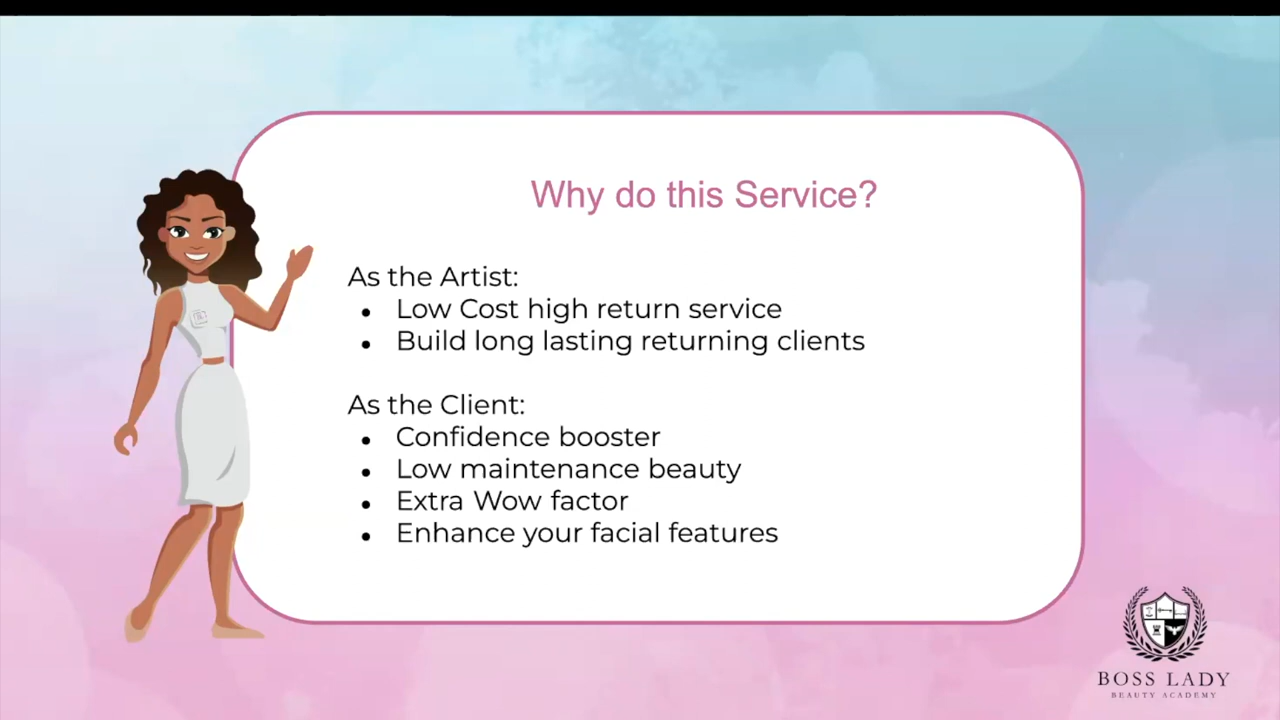 Why do this Service?
As the Artist:
• Low Cost high return service
• Build long lasting returning clients
As the Client:
• Confidence booster
• Low maintenance beauty
• Extra Wow factor
• Enhance your facial features
BOSS LADY
BEAUTY ACADEMY